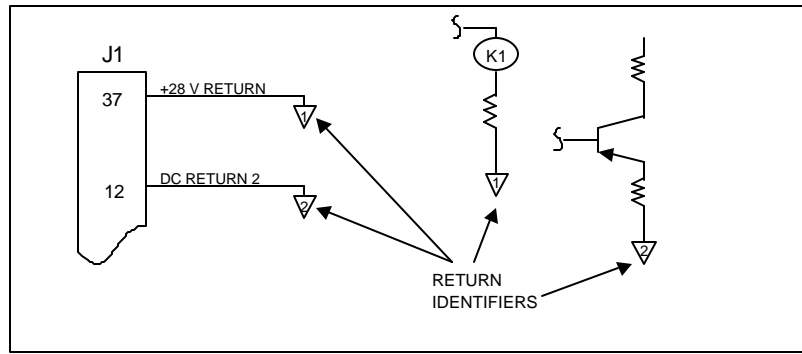 J1
37
+28 V RETURN
1
12
DC RETURN 2
2
K1
1
2
RETURN
IDENTIFIERS